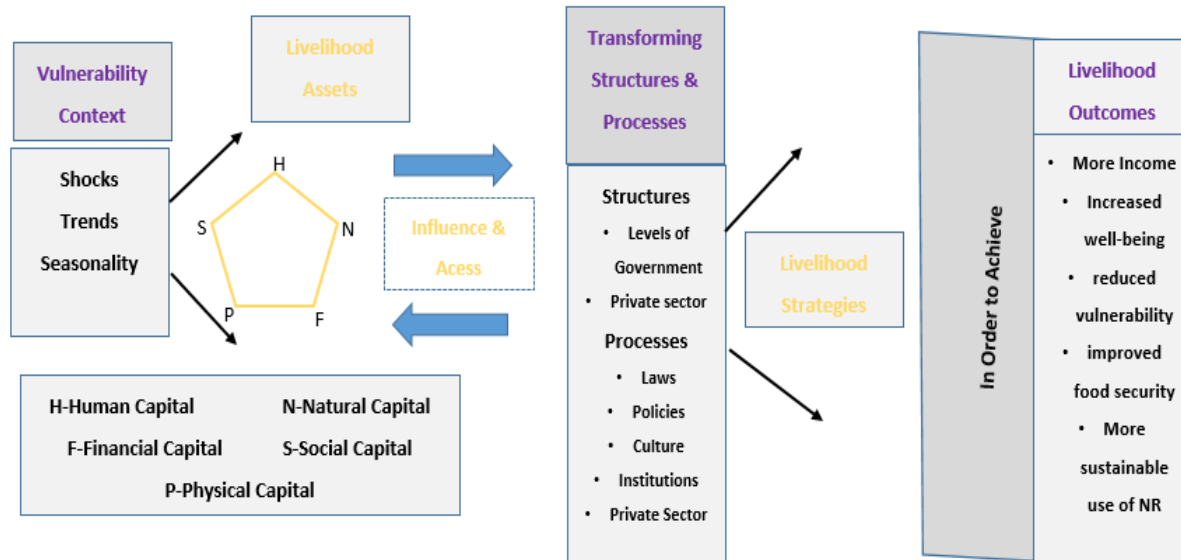 Vulnerability
Context
Shocks
Trends
Seasonality
Livelihood
Assets
H
S
N
P
F
H-Human Capital N-Natural Capital
F-Financial Capital S-Social Capital
P-Physical Capital
Influence &
Acess
Transforming
Structures &
Processes
Structures
• Levels of
Government
• Private sector
Processes
• Laws
• Policies
• Culture
• Institutions
• Private Sector
Livelihood
Strategies
In Order to Achieve
Livelihood
Outcomes
• More Income
• Increased
well-being
• reduced
vulnerability
• improved
food security
• More
sustainable
use of NR